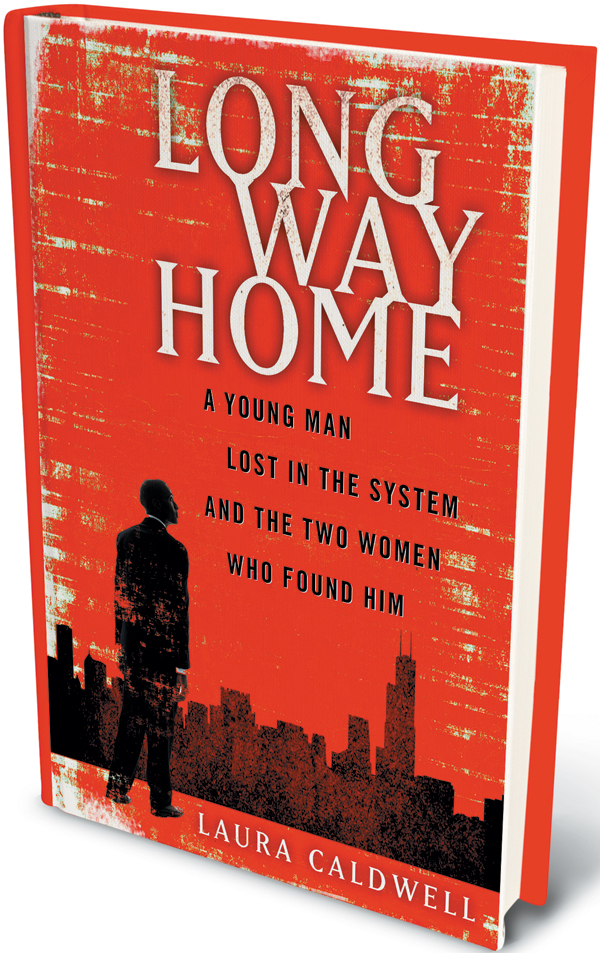 LONG
WAY
HOME
A YOUNG MAN
LOST IN THE SYSTEM
AND THE TWO WOMEN
WHO FOUND HIM
LAURA CALDWELL